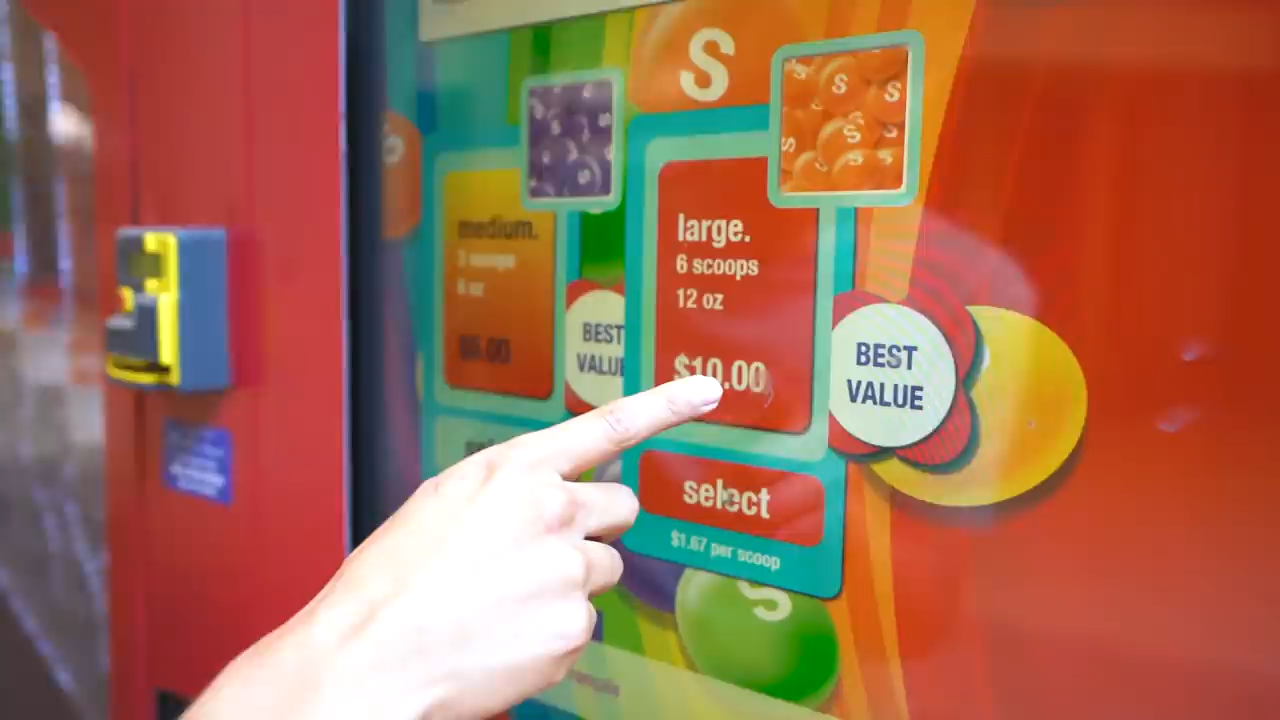 S
medium.
large.
6 scoops
12 oz
$10.00
BEST
VALUE
BEST
VALUE
select
$1.67 per scoop
S